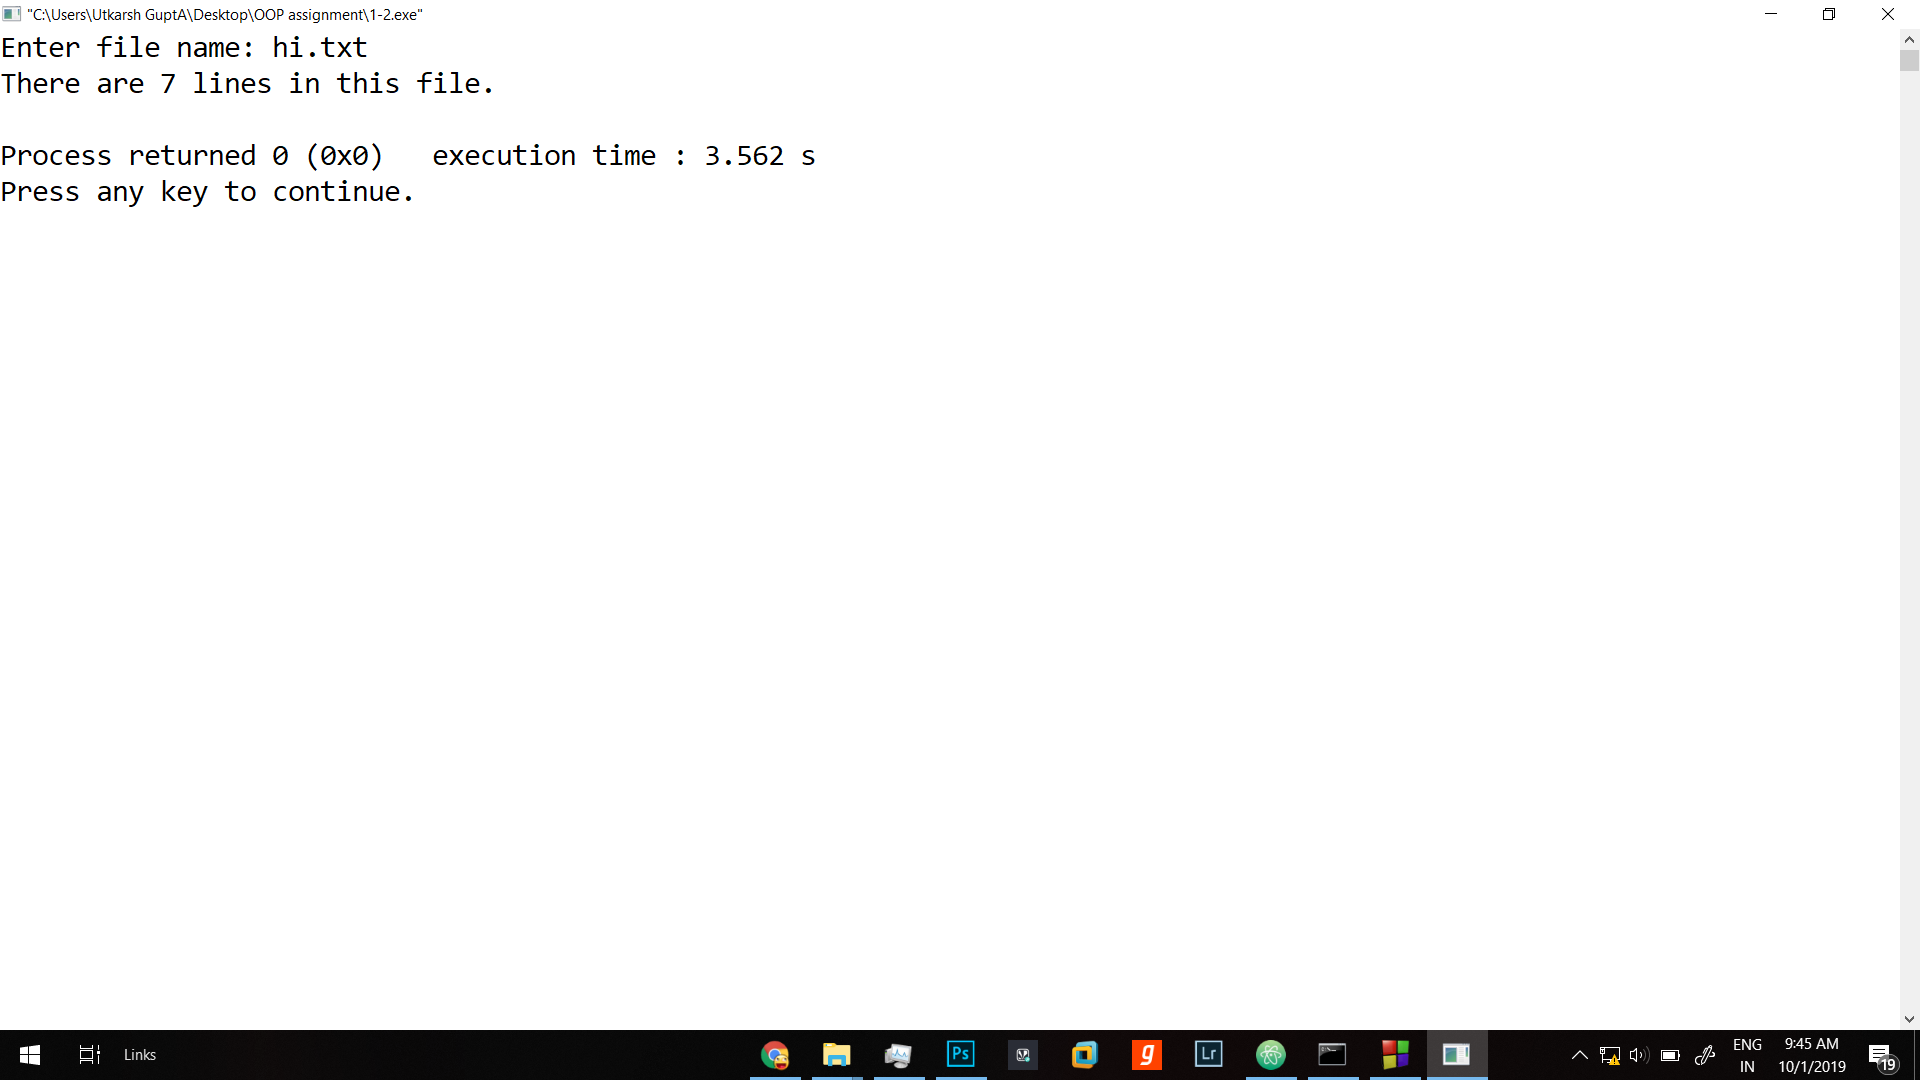 "C:\Users\Utkarsh GuptA\Desktop\OOP assignment\1-2.exe"
Enter file name: hi.txt
There are 7 lines in this file.
Process returned 0 (0x0)   execution time : 3.562 s
Press any key to continue.
Links
Ps
g
Lr
ENG
IN
9:45 AM
10/1/2019
19